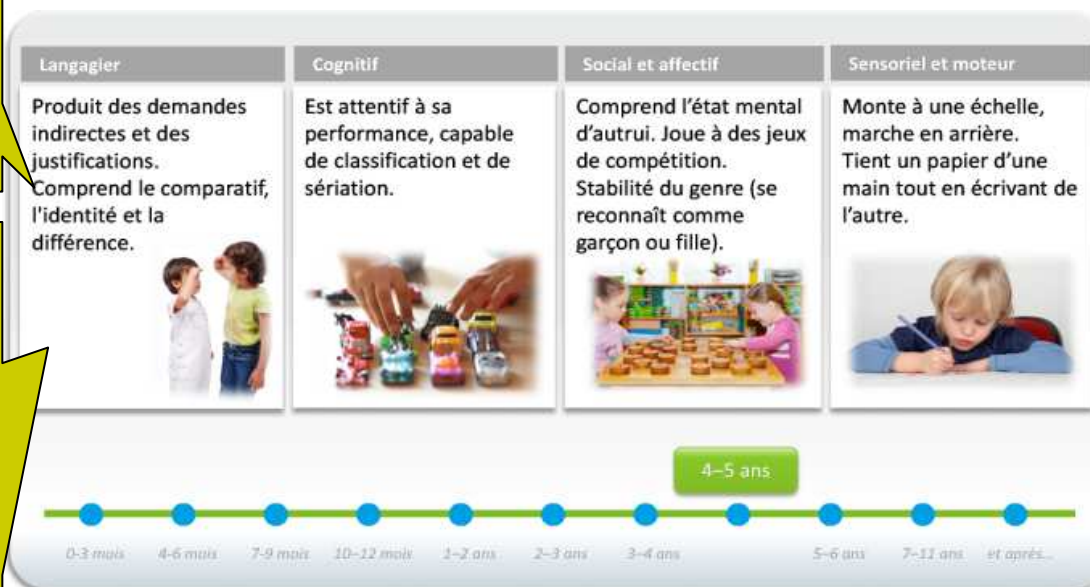 Langagier
Produit des demandes
indirectes et des
justifications.
Comprend le comparatif,
l'identité et la
différence.
Cognitif
Est attentif à sa
performance, capable
de classification et de
sériation.
Social et affectif
Comprend l'état mental
d'autrui. Joue à des jeux
de compétition.
Stabilité du genre (se
reconnaît comme
garçon ou fille).
Sensoriel et moteur
Monte à une échelle,
marche en arrière.
Tient un papier d'une
main tout en écrivant de
l'autre.
4–5 ans
0-3 mois 4-6 mois 7-9 mois 10–12 mois 1–2 ans 2–3 ans 3–4 ans 5–6 ans 7–11 ans et après...